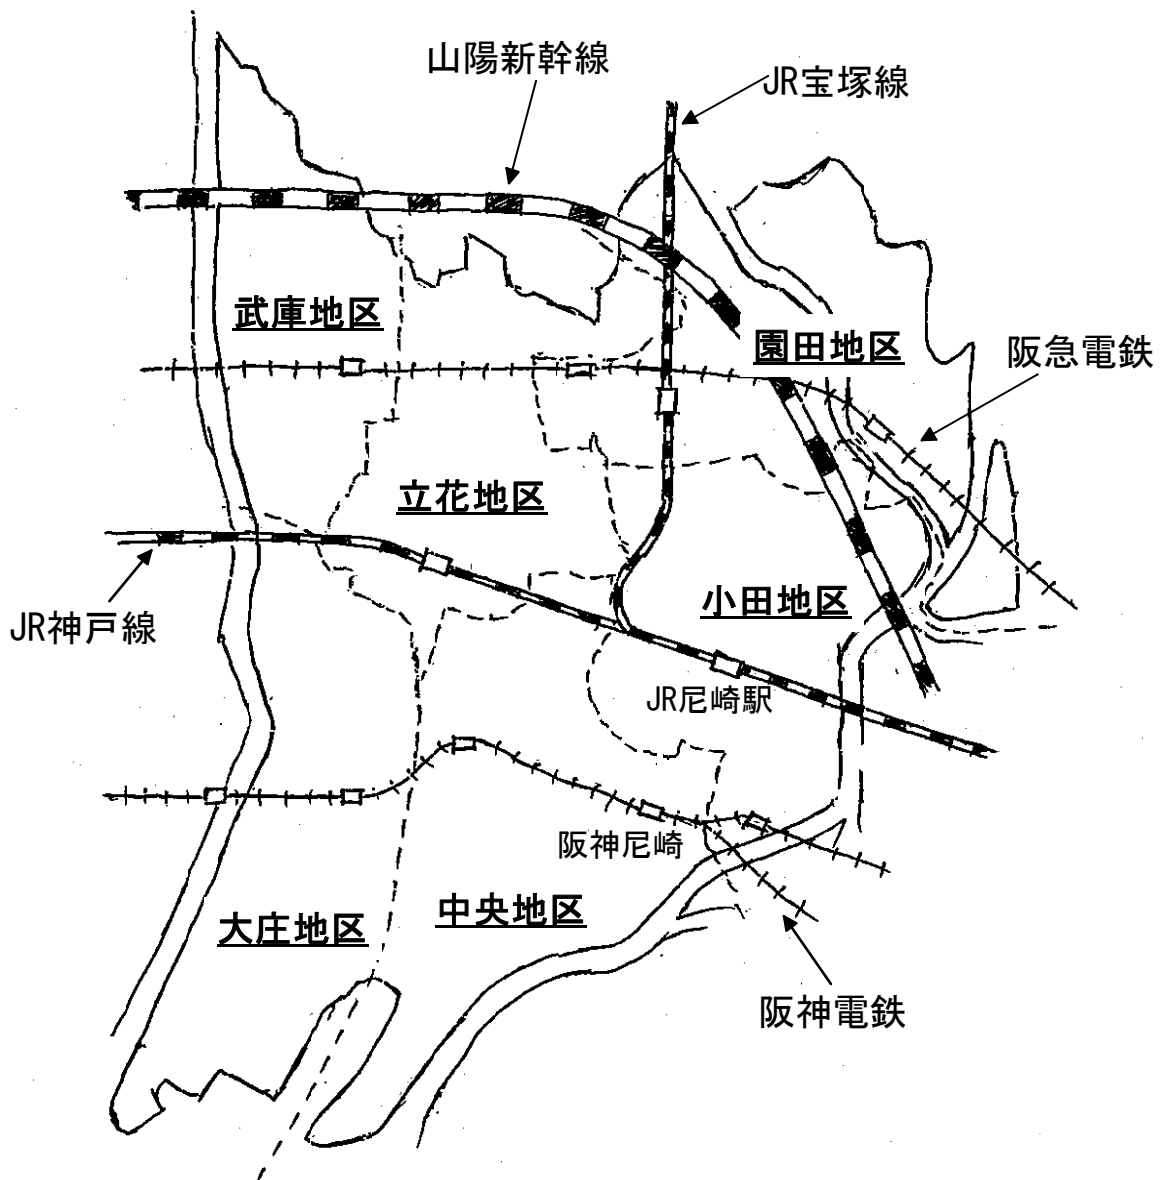 山陽新幹線
JR宝塚線
武庫地区
園田地区
阪急電鉄
立花地区
小田地区
JR神戸線
JR尼崎駅
阪神尼崎
中央地区
大庄地区
阪神電鉄